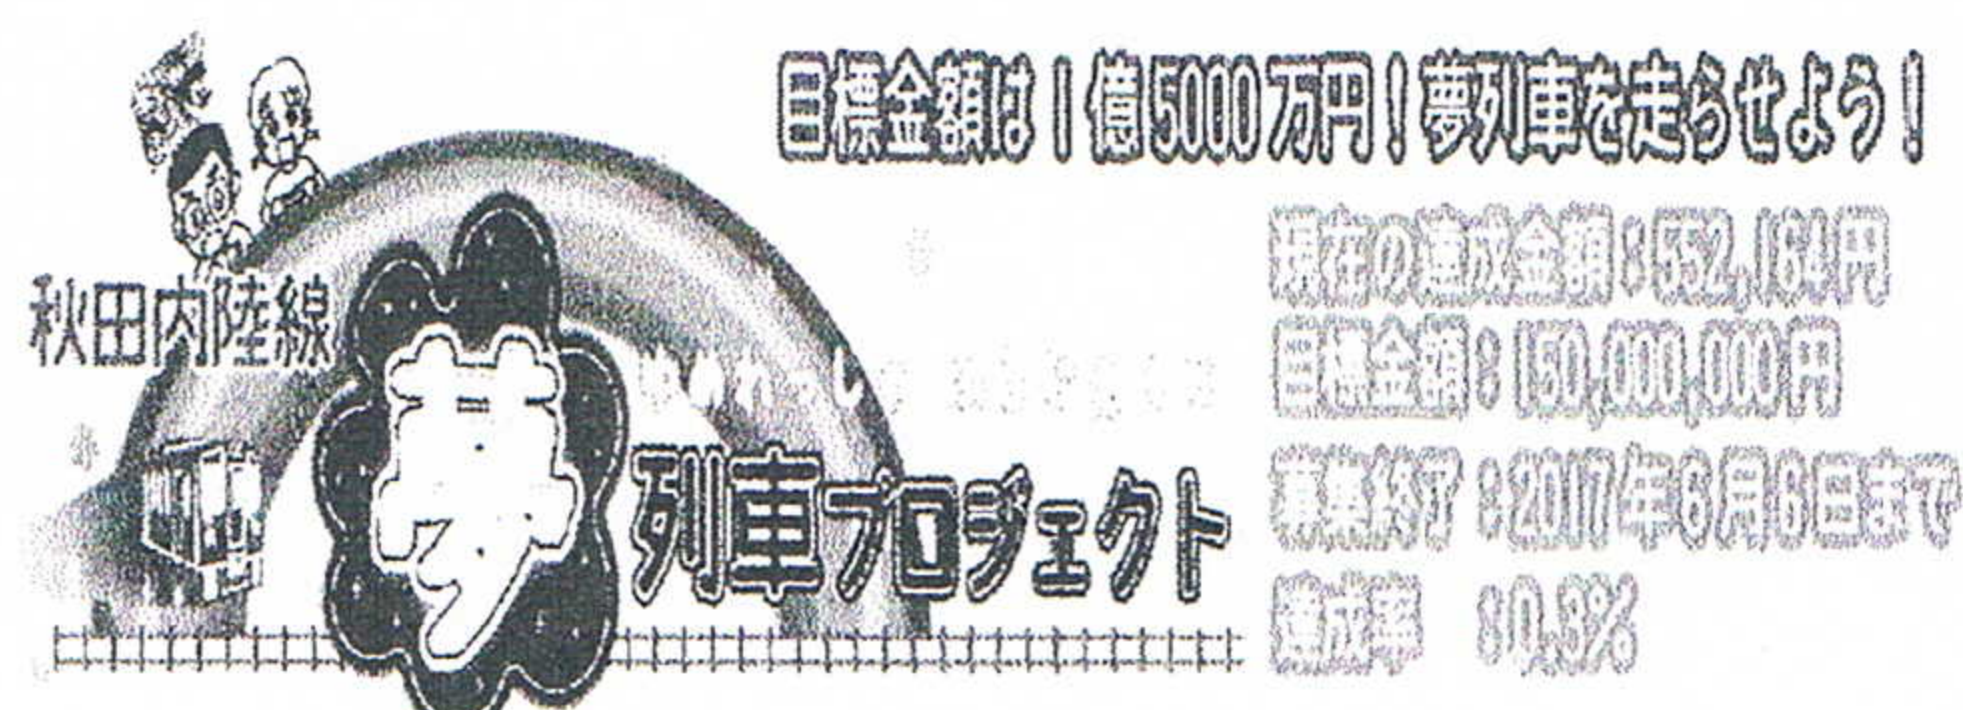 目標金額は1億5000万円!夢列車を走らせよう!
秋田内陸線
夢列車プロジェクト
現在の達成金額:552,164円
目標金額:150,000,000円
募集終了:2017年6月6日まで
達成率 :0.3%